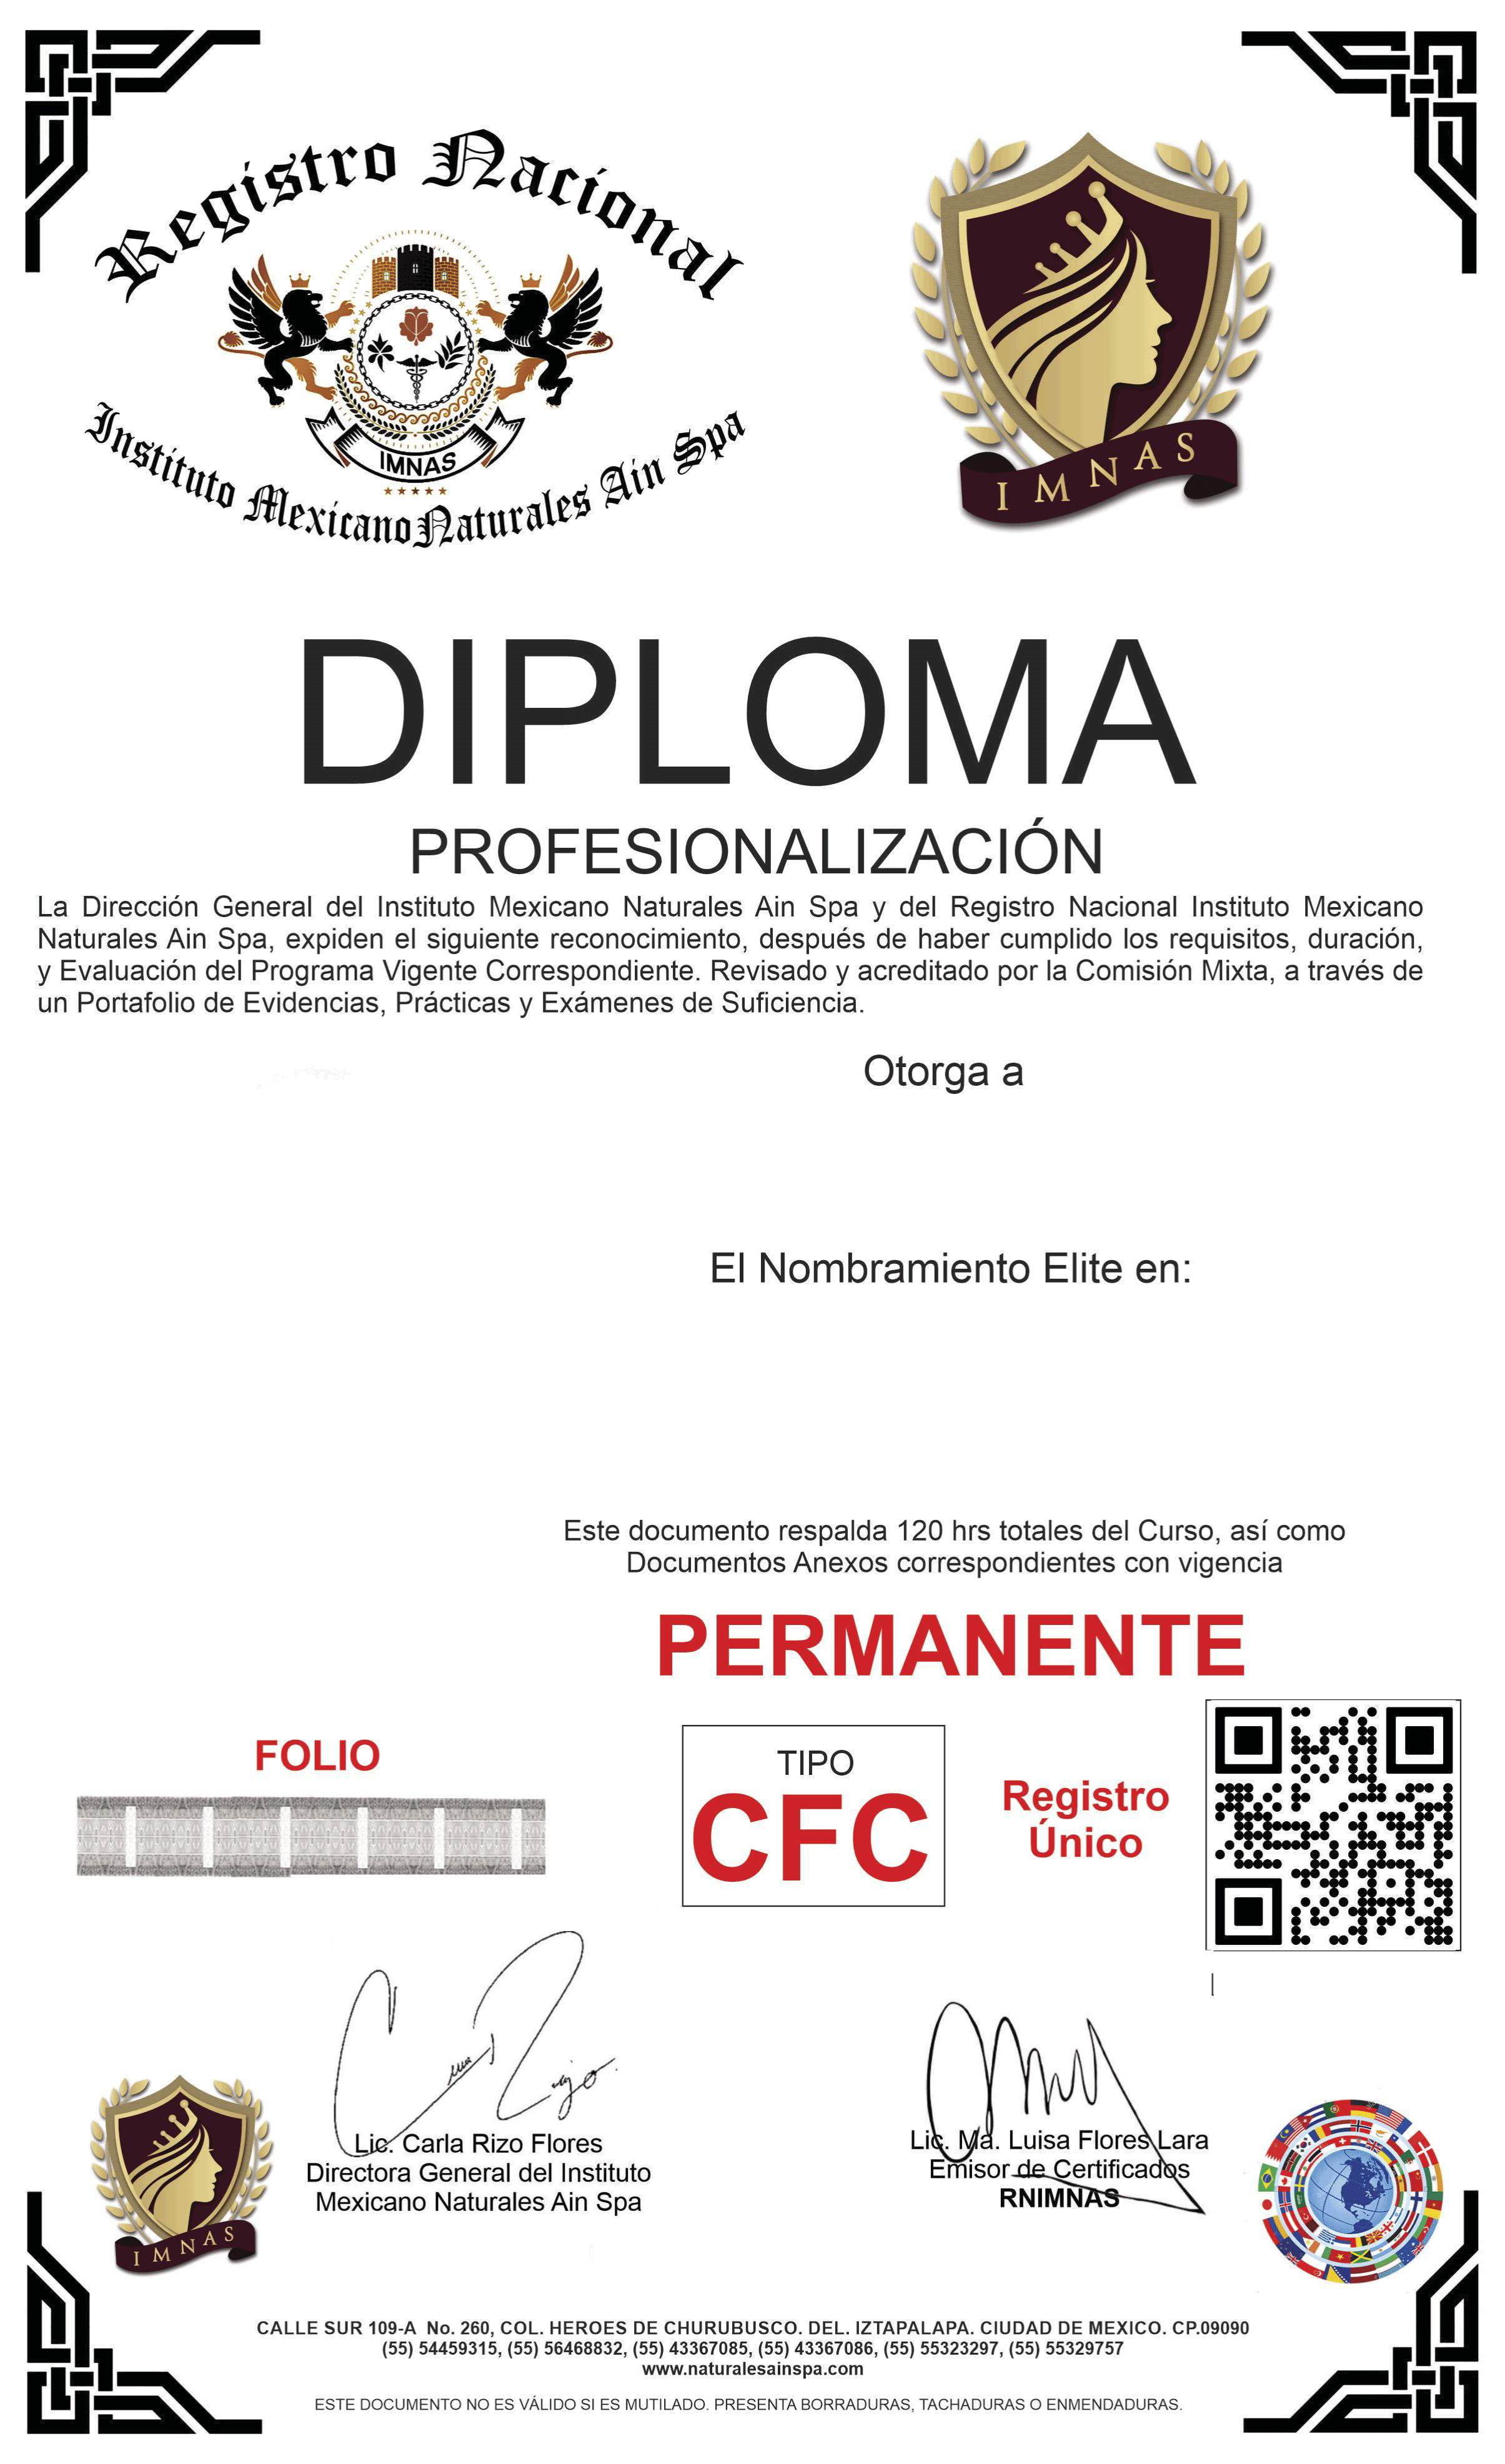 Registro Nacional
IMNAS
Instituto Mexicano Naturales Ain Spa
IMNAS
DIPLOMA
PROFESIONALIZACIÓN
La Dirección General del Instituto Mexicano Naturales Ain Spa y del Registro Nacional Instituto Mexicano
Naturales Ain Spa, expiden el siguiente reconocimiento, después de haber cumplido los requisitos, duración,
y Evaluación del Programa Vigente Correspondiente. Revisado y acreditado por la Comisión Mixta, a través de
un Portafolio de Evidencias, Prácticas y Exámenes de Suficiencia.
Otorga a
El Nombramiento Elite en:
Este documento respalda 120 hrs totales del Curso, así como
Documentos Anexos correspondientes con vigencia
PERMANENTE
FOLIO
TIPO
CFC
Registro
Único
Lic. Carla Rizo Flores
Directora General del Instituto
Mexicano Naturales Ain Spa
Lic. Ma. Luisa Flores Lara
Emisor de Certificados
RNIMNAS
IMNAS
CALLE SUR 109-A No. 260, COL. HEROES DE CHURUBUSCO. DEL. IZTAPALAPA. CIUDAD DE MEXICO. CP.09090
(55) 54459315, (55) 56468832, (55) 43367085, (55) 43367086, (55) 55323297, (55) 55329757
www.naturalesainspa.com
ESTE DOCUMENTO NO ES VÁLIDO SI ES MUTILADO. PRESENTA BORRADURAS, TACHADURAS O ENMENDADURAS.